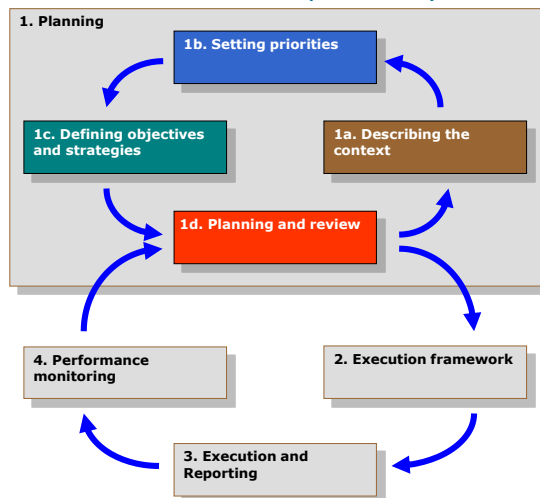 1. Planning
1b. Setting priorities
1c. Defining objectives
and strategies
1a. Describing the
context
1d. Planning and review
4. Performance
monitoring
2. Execution framework
3. Execution and
Reporting